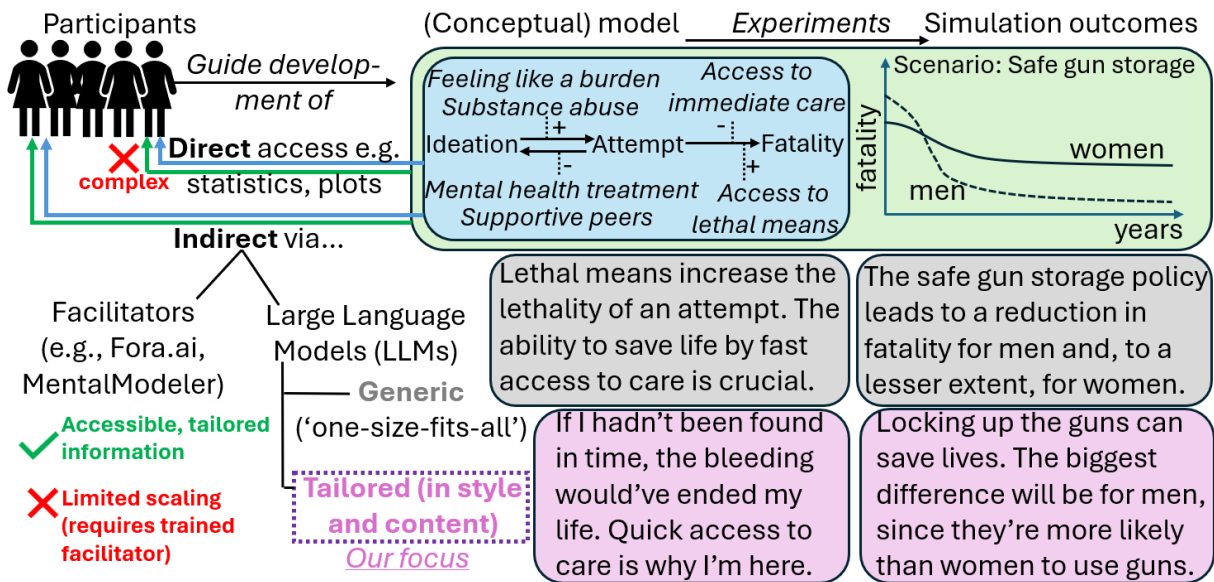 Participants
(Conceptual) model
Experiments
Simulation outcomes
Guide develop-
ment of
Feeling like a burden
Substance abuse
Access to
immediate care
+
-
Ideation
Attempt
Fatality
-
+
Mental health treatment
Supportive peers
Access to
lethal means
Scenario: Safe gun storage
fatality
women
men
years
Direct access e.g.
statistics, plots
complex
Indirect via...
Facilitators
(e.g., Fora.ai,
MentalModeler)
Accessible, tailored
information
Limited scaling
(requires trained
facilitator)
Large Language
Models (LLMs)
Generic
('one-size-fits-all')
Tailored (in style
and content)
Our focus
Lethal means increase the
lethality of an attempt. The
ability to save life by fast
access to care is crucial.
The safe gun storage policy
leads to a reduction in
fatality for men and, to a
lesser extent, for women.
If I hadn't been found
in time, the bleeding
would've ended my
life. Quick access to
care is why I'm here.
Locking up the guns can
save lives. The biggest
difference will be for men,
since they're more likely
than women to use guns.